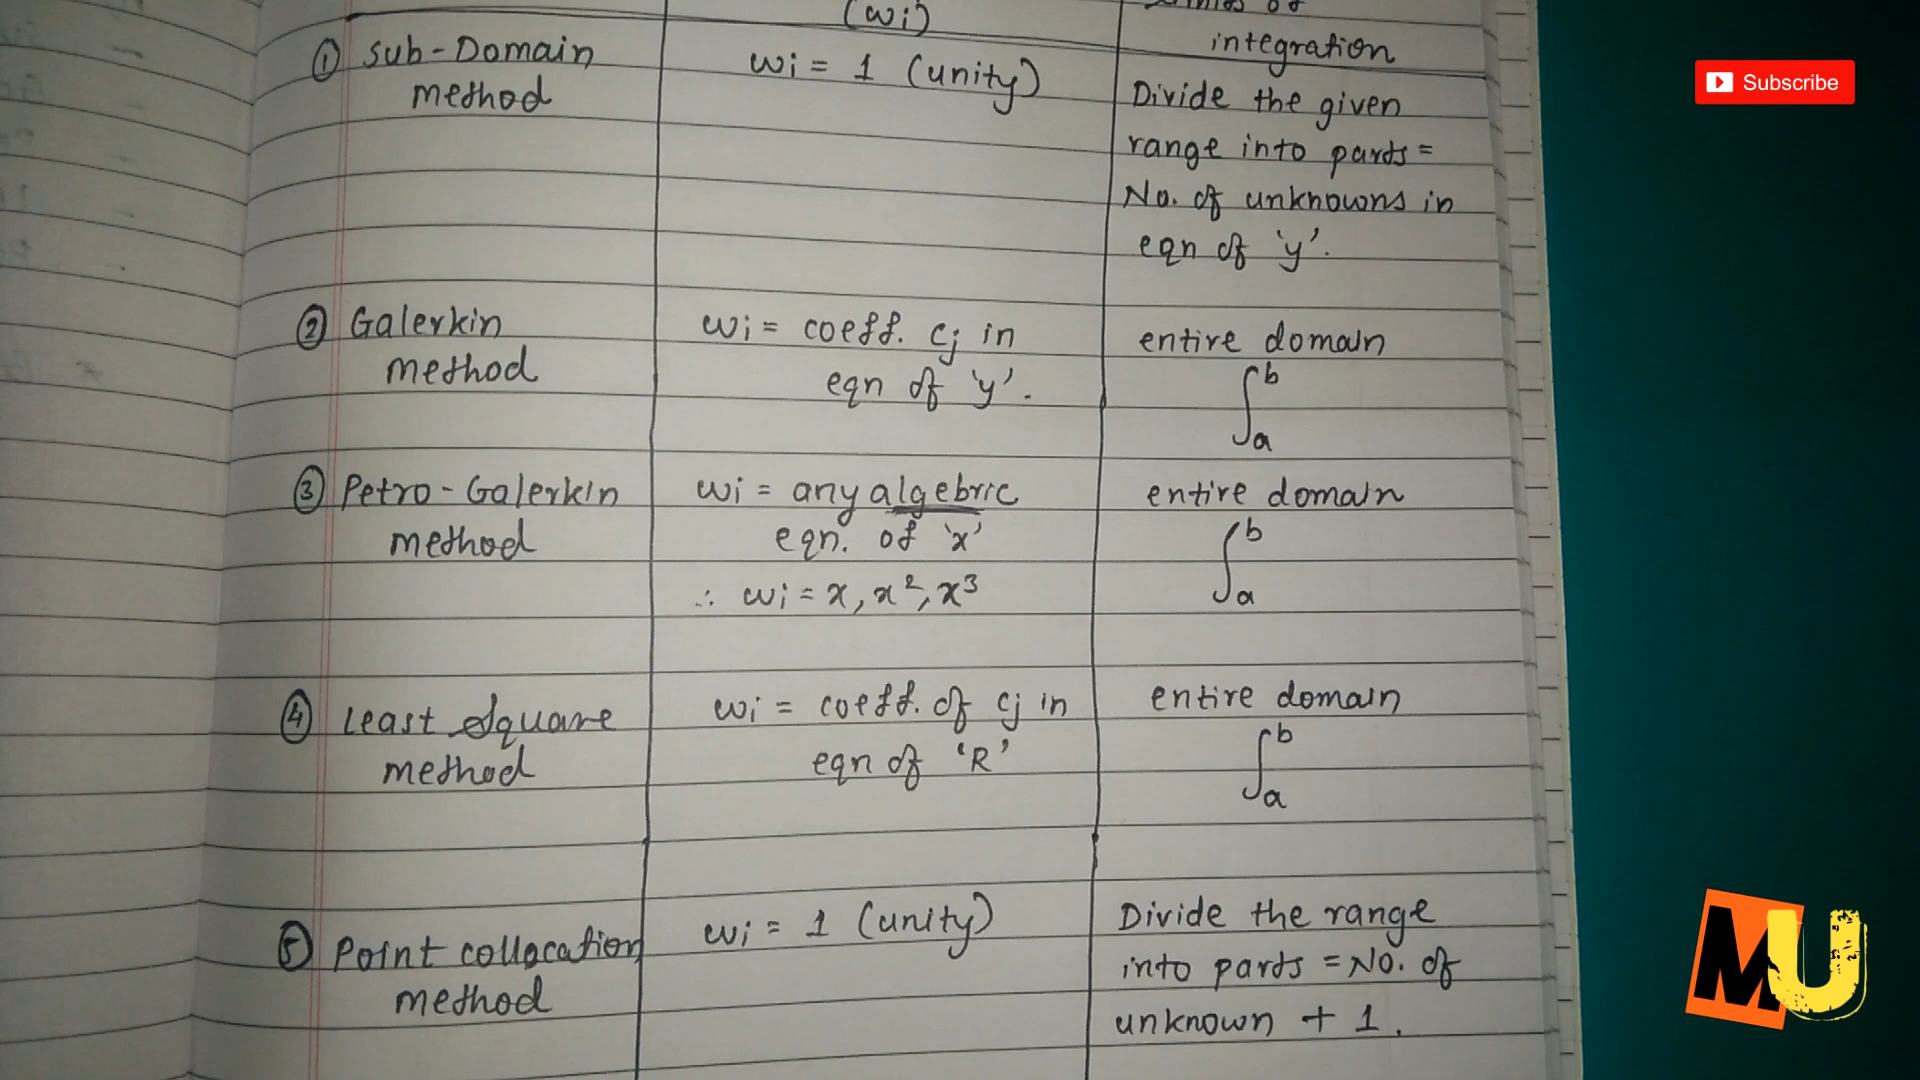 (wi)
integration
① Sub-Domain
method
wi = 1 (unity)
Divide the given
range into parts =
No. of unknowns in
eqn of 'y'.
② Galerkin
method
wi = coeff. cj in
eqn of 'y'.
entire domain
∫
b
a
③ Petro-Galerkin
method
wi = any algebric
eqn. of 'x'
∴ wi = x, x², x³
entire domain
∫
b
a
④ Least Square
method
wi = coeff. of cj in
eqn of 'R'
entire domain
∫
b
a
⑤ Point collocation
method
wi = 1 (unity)
Divide the range
into parts = No. of
unknown + 1.
Subscribe
MU